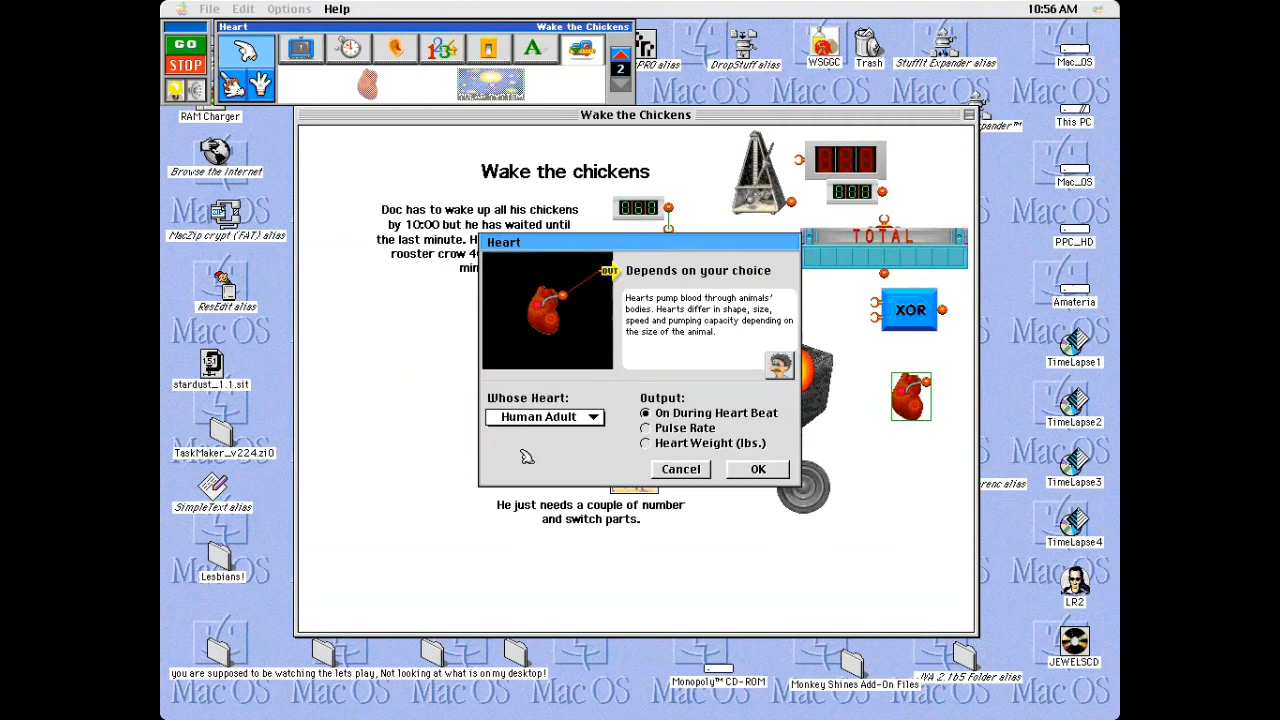 File Edit Options Help
10:56 AM
Heart
Wake the Chickens
GO
STOP
2
PRO alias
DropStuff alias
WSGGC
Trash
StuffIt Expander alias
Mac_OS
RAM Charger
This PC
Browse the Internet
Mac_OS
MacZip crypt (FAT) alias
PPC_HD
ResEdit alias
Amateria
TimeLapse1
stardust_1.1.sit
TimeLapse2
TaskMaker_v224.zi0
TimeLapse3
SimpleText alias
TimeLapse4
Lesbians!
LR2
JEWELSCD
you are supposed to be watching the lets play, Not looking at what is on my desktop!
Monopoly™ CD-ROM
Monkey Shines Add-On Files
Wake the Chickens
Wake the chickens
Doc has to wake up all his chickens
by 10:00 but he has waited until
the last minute.
rooster crow
TOTAL
XOR
He just needs a couple of number
and switch parts.
Heart
OUT
Depends on your choice
Hearts pump blood through animals'
bodies. Hearts differ in shape, size,
speed and pumping capacity depending on
the size of the animal.
Whose Heart:
Human Adult
Output:
On During Heart Beat
Pulse Rate
Heart Weight (lbs.)
Cancel
OK
Mac OS